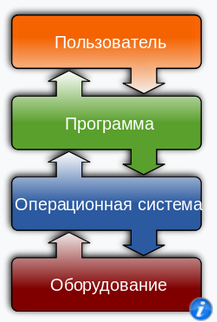 Пользователь
Программа
Операционная система
Оборудование
i